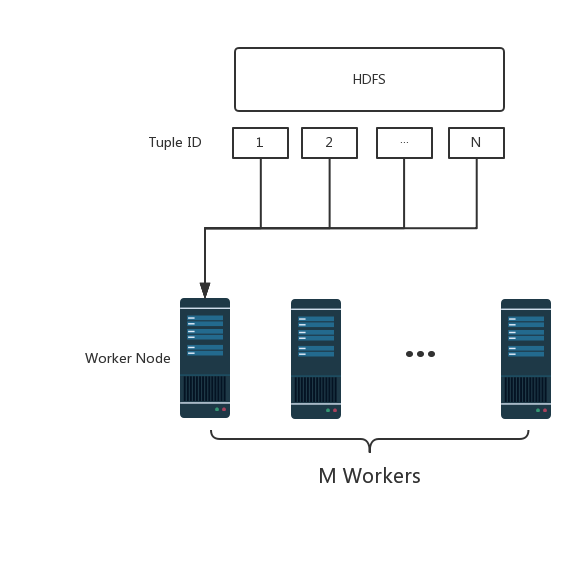 HDFS
Tuple ID 1 2 ... N
Worker Node
M Workers